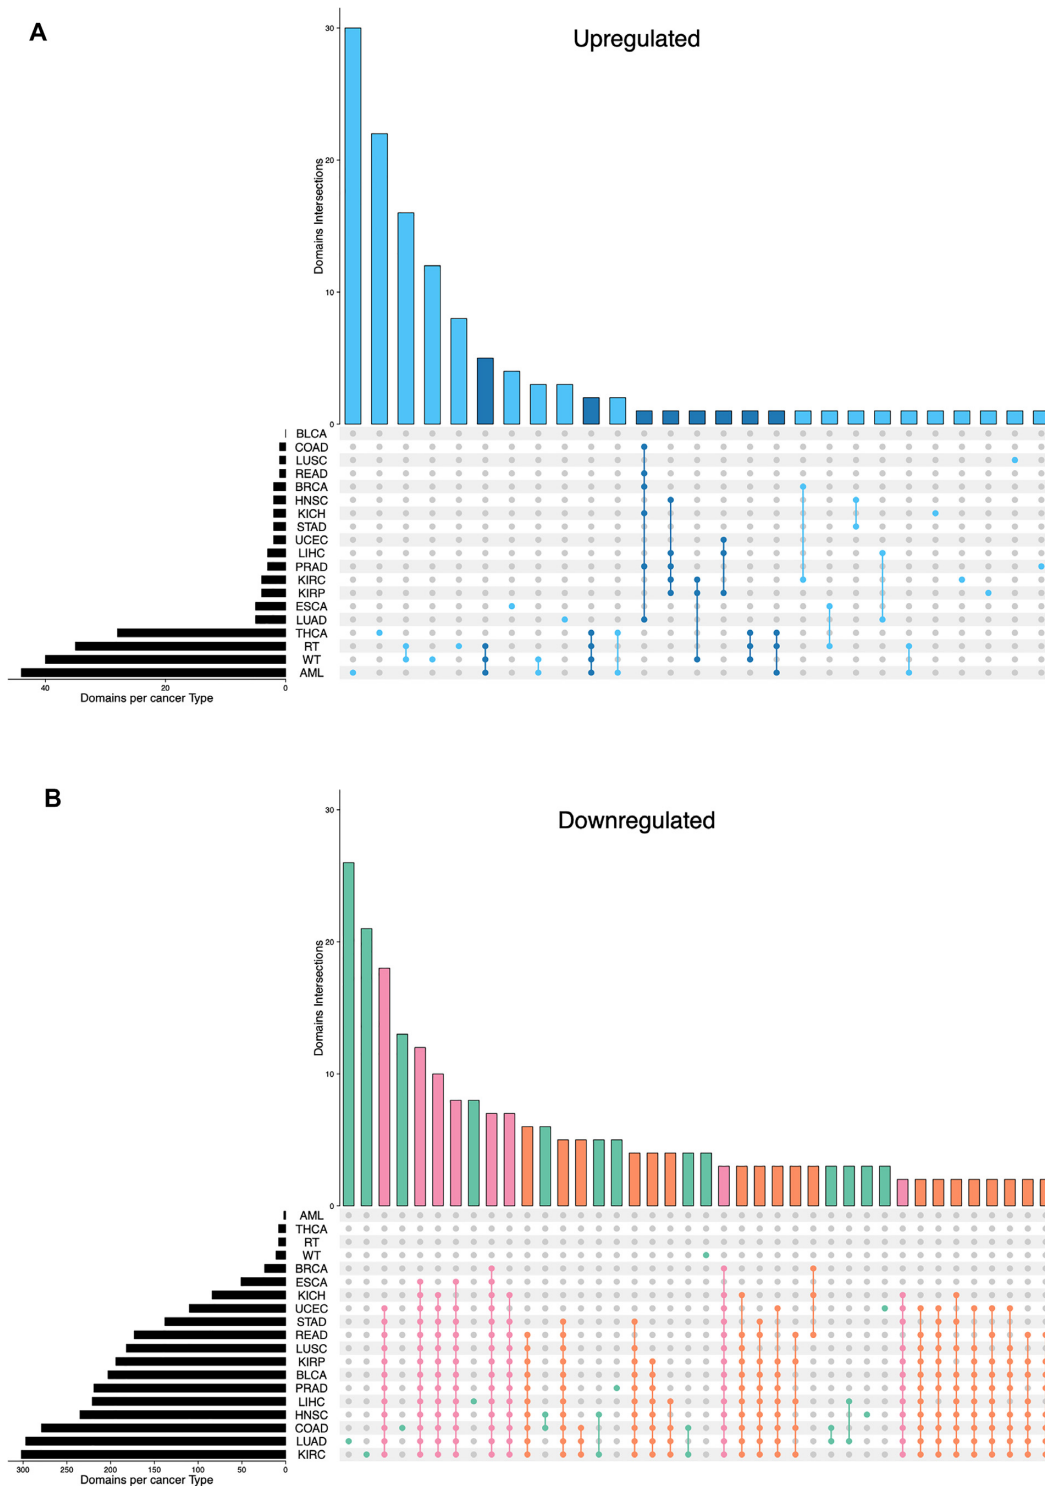 A
Upregulated
30
20
10
0
Domains Intersections
BLCA
COAD
LUSC
READ
BRCA
HNSC
KICH
STAD
UCEC
LIHC
PRAD
KIRC
KIRP
ESCA
LUAD
THCA
RT
WT
AML
40 20 0
Domains per cancer Type
B
Downregulated
30
20
10
0
Domains Intersections
AML
THCA
RT
WT
BRCA
ESCA
KICH
UCEC
STAD
READ
LUSC
KIRP
BLCA
PRAD
LIHC
HNSC
COAD
LUAD
KIRC
300 250 200 150 100 50 0
Domains per cancer Type